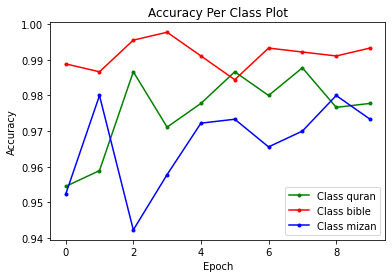 Accuracy Per Class Plot
1.00
0.99
0.98
0.97
0.96
0.95
0.94
Accuracy
Class quran
Class bible
Class mizan
0 2 4 6 8
Epoch